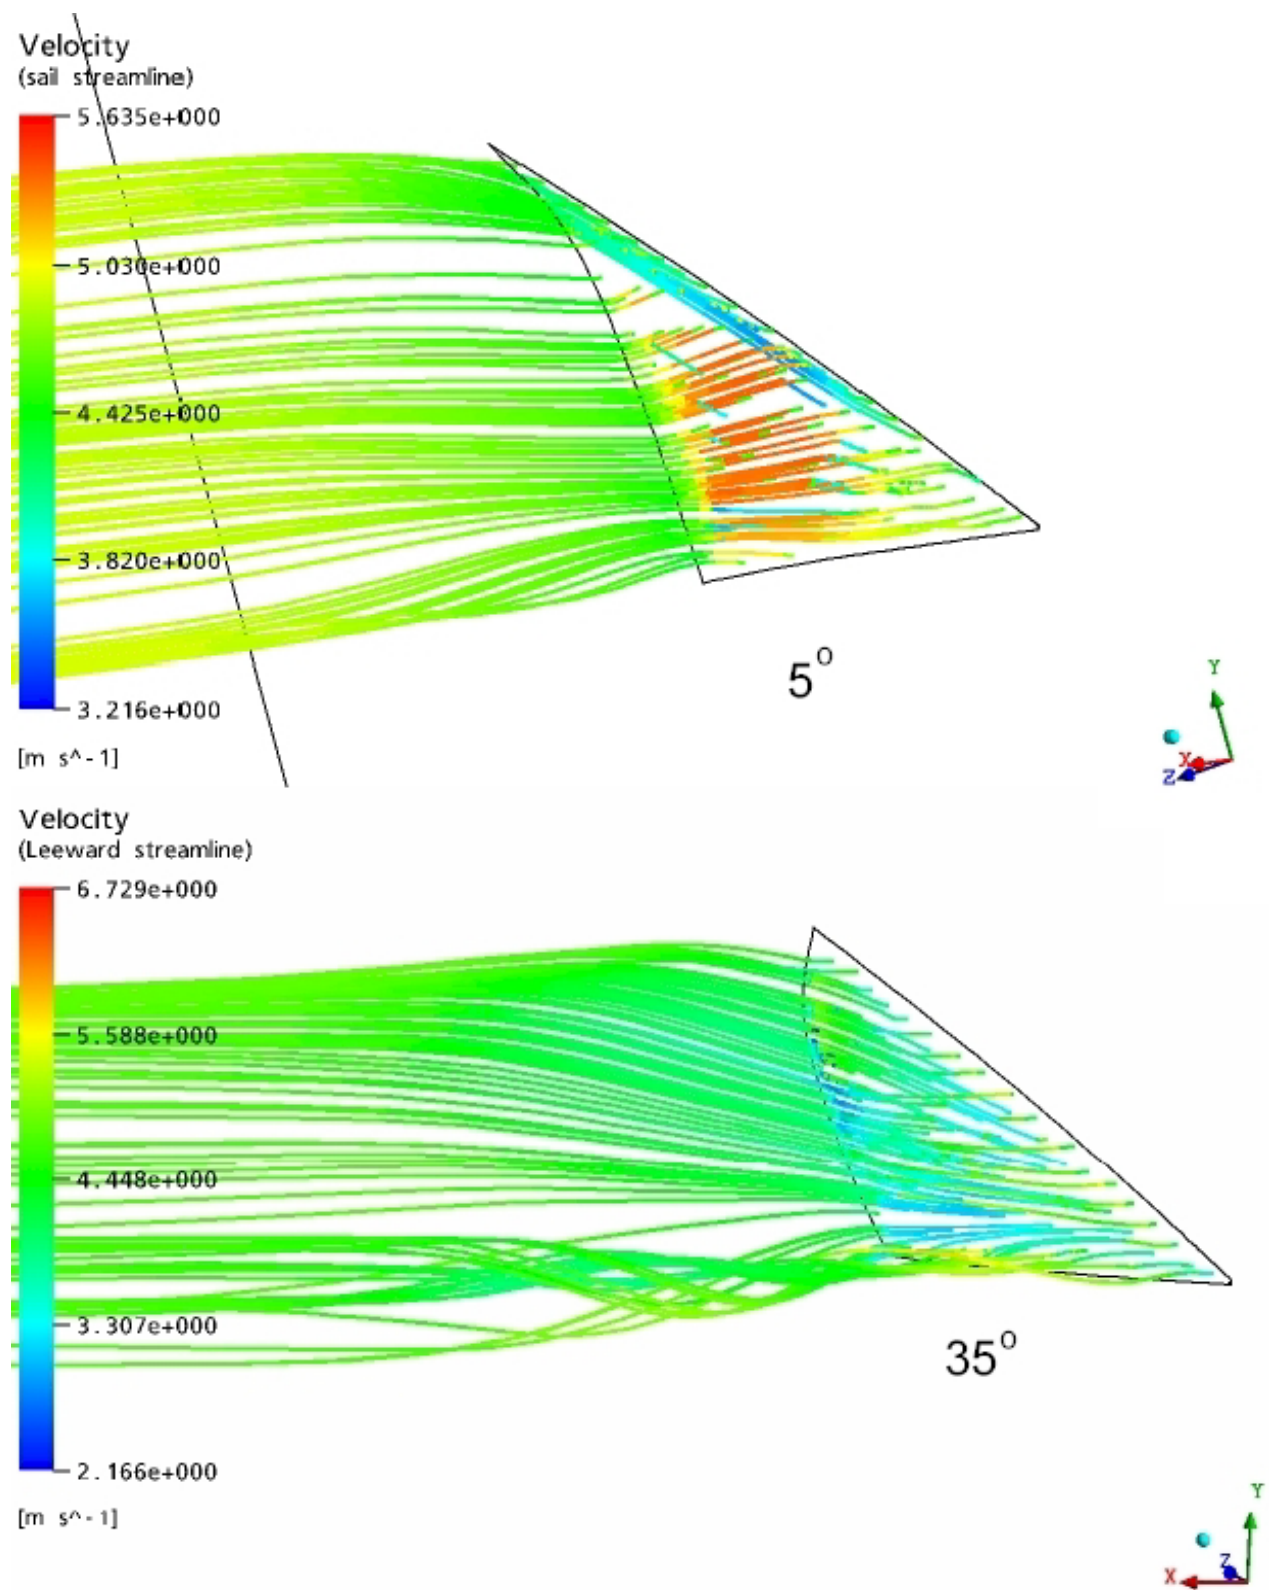 Velocity
(sail streamline)
5.635e+000
5.030e+000
4.425e+000
3.820e+000
3.216e+000
[m s^-1]
5°
Y
X
Z
Velocity
(Leeward streamline)
6.729e+000
5.588e+000
4.448e+000
3.307e+000
2.166e+000
[m s^-1]
35°
Y
Z
X